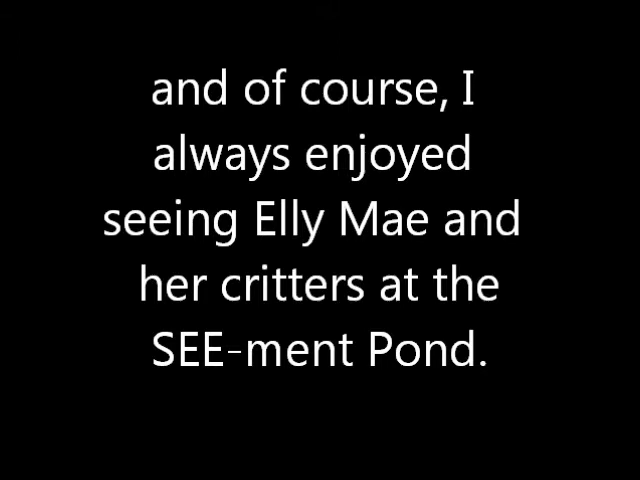 and of course, I
always enjoyed
seeing Elly Mae and
her critters at the
SEE-ment Pond.